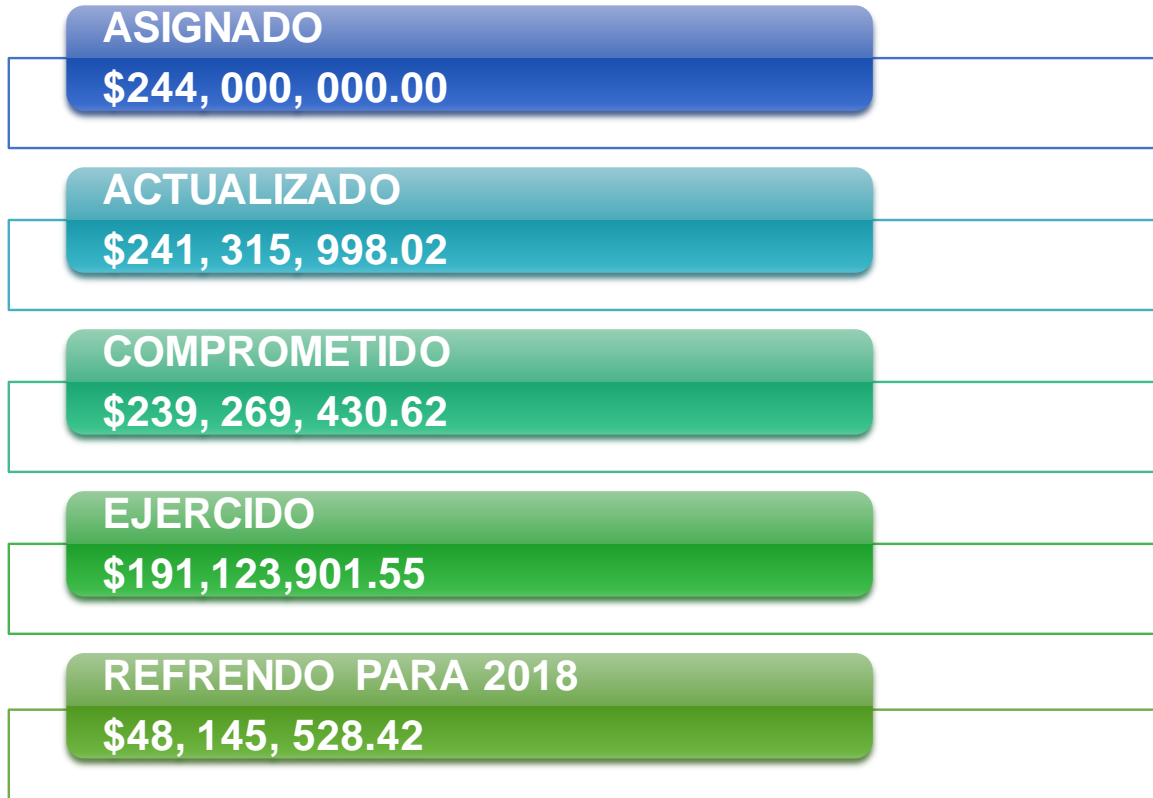 ASIGNADO
$244, 000, 000.00
ACTUALIZADO
$241, 315, 998.02
COMPROMETIDO
$239, 269, 430.62
EJERCIDO
$191,123,901.55
REFRENDO PARA 2018
$48, 145, 528.42